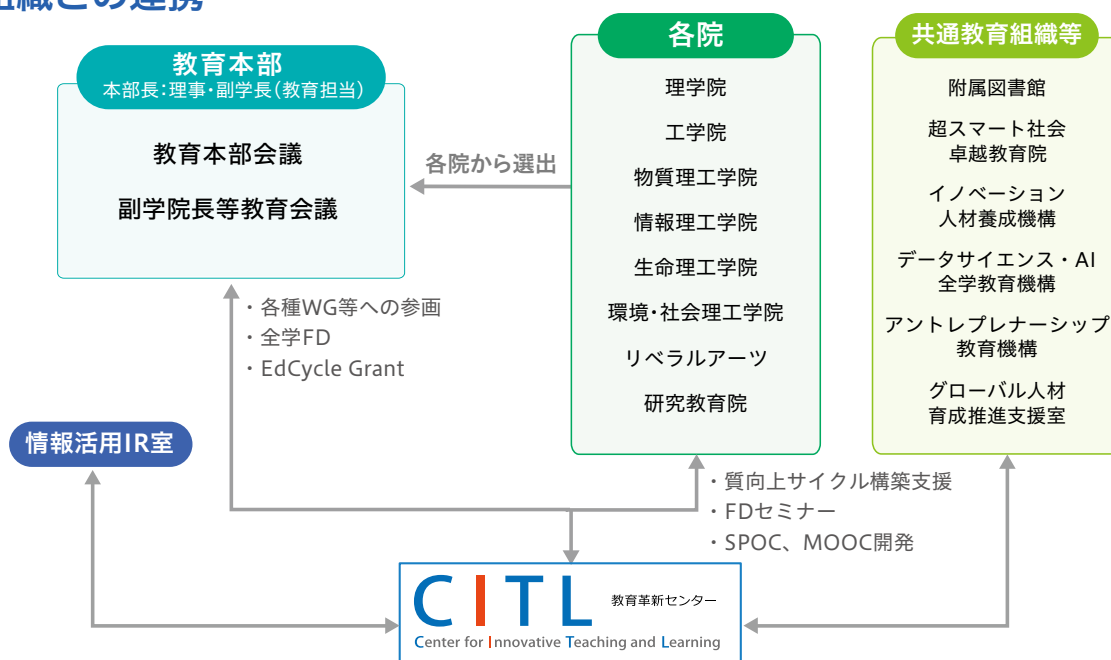 組織との連携
教育本部
本部長:理事・副学長(教育担当)
教育本部会議
副学院長等教育会議
各院から選出
各院
理学院
工学院
物質理工学院
情報理工学院
生命理工学院
環境・社会理工学院
リベラルアーツ
研究教育院
共通教育組織等
附属図書館
超スマート社会
卓越教育院
イノベーション
人材養成機構
データサイエンス・AI
全学教育機構
アントレプレナーシップ
教育機構
グローバル人材
育成推進支援室
・各種WG等への参画
・全学FD
・EdCycle Grant
情報活用IR室
・質向上サイクル構築支援
・FDセミナー
・SPOC、MOOC開発
CITL 教育革新センター
Center for Innovative Teaching and Learning